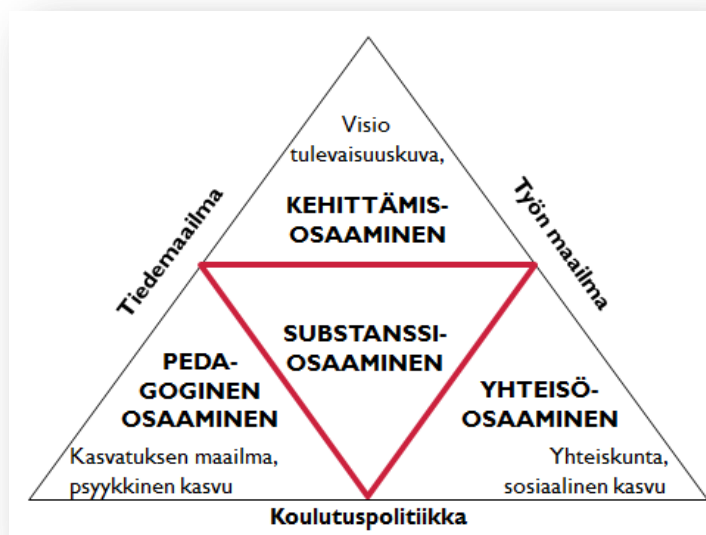 Visio
tulevaisuuskuva,
KEHITTÄMIS-
OSAAMINEN
Tiedemaailma
Työn maailma
SUBSTANSSI-
OSAAMINEN
PEDA-
GOGINEN
OSAAMINEN
Kasvatuksen maailma,
psyykkinen kasvu
YHTEISÖ-
OSAAMINEN
Yhteiskunta,
sosiaalinen kasvu
Koulutuspolitiikka